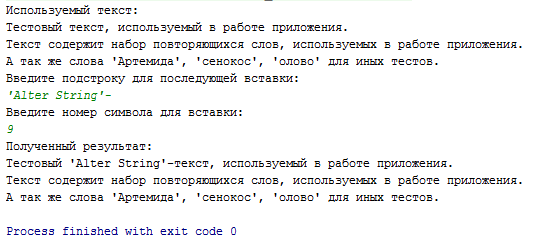 Используемый текст:
Тестовый текст, используемый в работе приложения.
Текст содержит набор повторяющихся слов, используемых в работе приложения.
А так же слова 'Артемида', 'сенокос', 'олово' для иных тестов.
Введите подстроку для последующей вставки:
'Alter String'-
Введите номер символа для вставки:
9
Полученный результат:
Тестовый 'Alter String'-текст, используемый в работе приложения.
Текст содержит набор повторяющихся слов, используемых в работе приложения.
А так же слова 'Артемида', 'сенокос', 'олово' для иных тестов.
Process finished with exit code 0